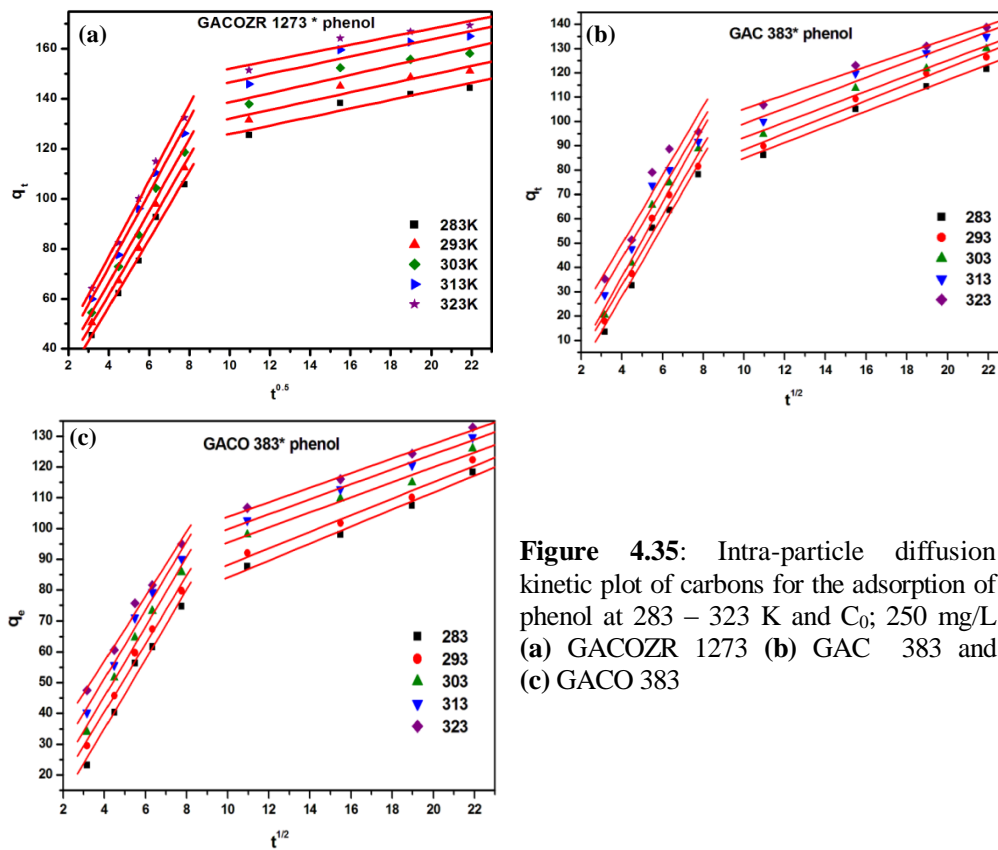 (a)
GACOZR 1273 * phenol
160
140
120
100
80
60
40
q t
283K
293K
303K
313K
323K
2 4 6 8 10 12 14 16 18 20 22
t0.5
(b)
GAC 383* phenol
140
130
120
110
100
90
80
70
60
50
40
30
20
10
qt
283
293
303
313
323
2 4 6 8 10 12 14 16 18 20 22
t1/2
(c)
GACO 383* phenol
130
120
110
100
90
80
70
60
50
40
30
20
qe
283
293
303
313
323
2 4 6 8 10 12 14 16 18 20 22
t1/2
Figure 4.35: Intra-particle diffusion
kinetic plot of carbons for the adsorption of
phenol at 283 – 323 K and C0; 250 mg/L
(a) GACOZR 1273 (b) GAC 383 and
(c) GACO 383